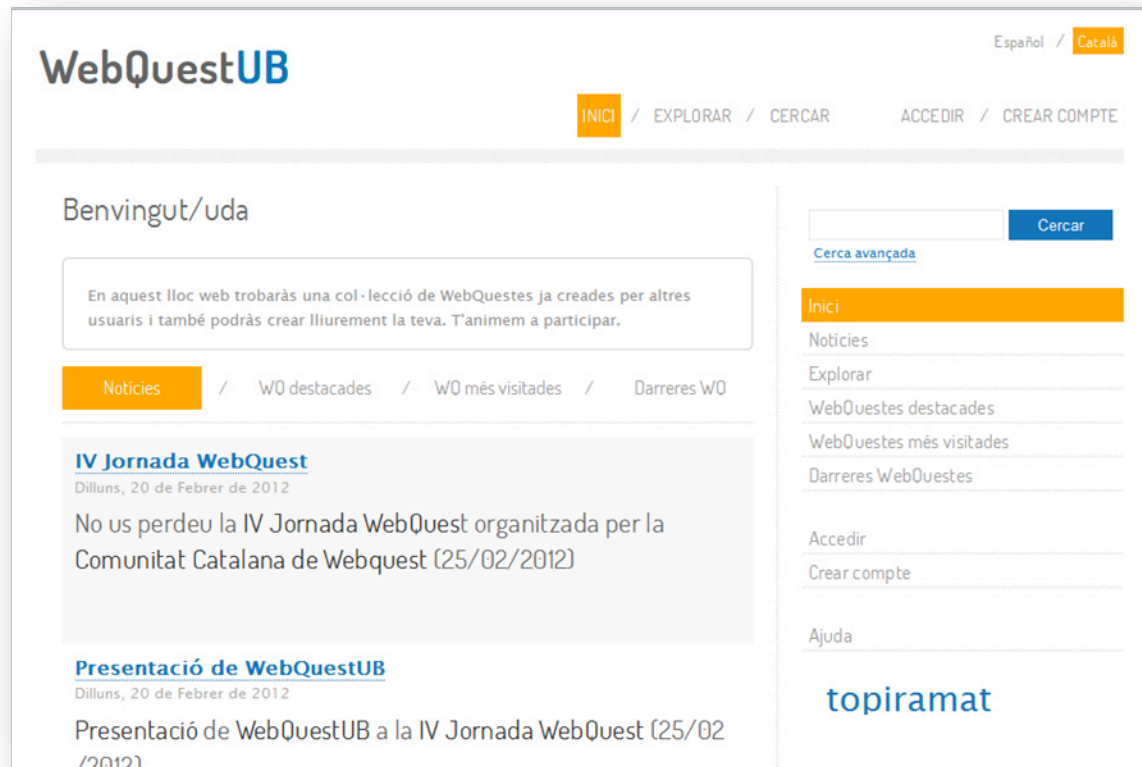 Español / Català
WebQuestUB
INICI / EXPLORAR / CERCAR ACCEDIR / CREAR COMPTE
Benvingut/uda
En aquest lloc web trobaràs una col·lecció de WebQuestes ja creades per altres
usuaris i també podràs crear lliurement la teva. T'animem a participar.
Notícies / WQ destacades / WQ més visitades / Darreres WQ
IV Jornada WebQuest
Dilluns, 20 de Febrer de 2012
No us perdeu la IV Jornada WebQuest organitzada per la
Comunitat Catalana de Webquest (25/02/2012)
Presentació de WebQuestUB
Dilluns, 20 de Febrer de 2012
Presentació de WebQuestUB a la IV Jornada WebQuest (25/02
/2012)
Cercar
Cerca avançada
Inici
Notícies
Explorar
WebQuestes destacades
WebQuestes més visitades
Darreres WebQuestes
Accedir
Crear compte
Ajuda
topiramat